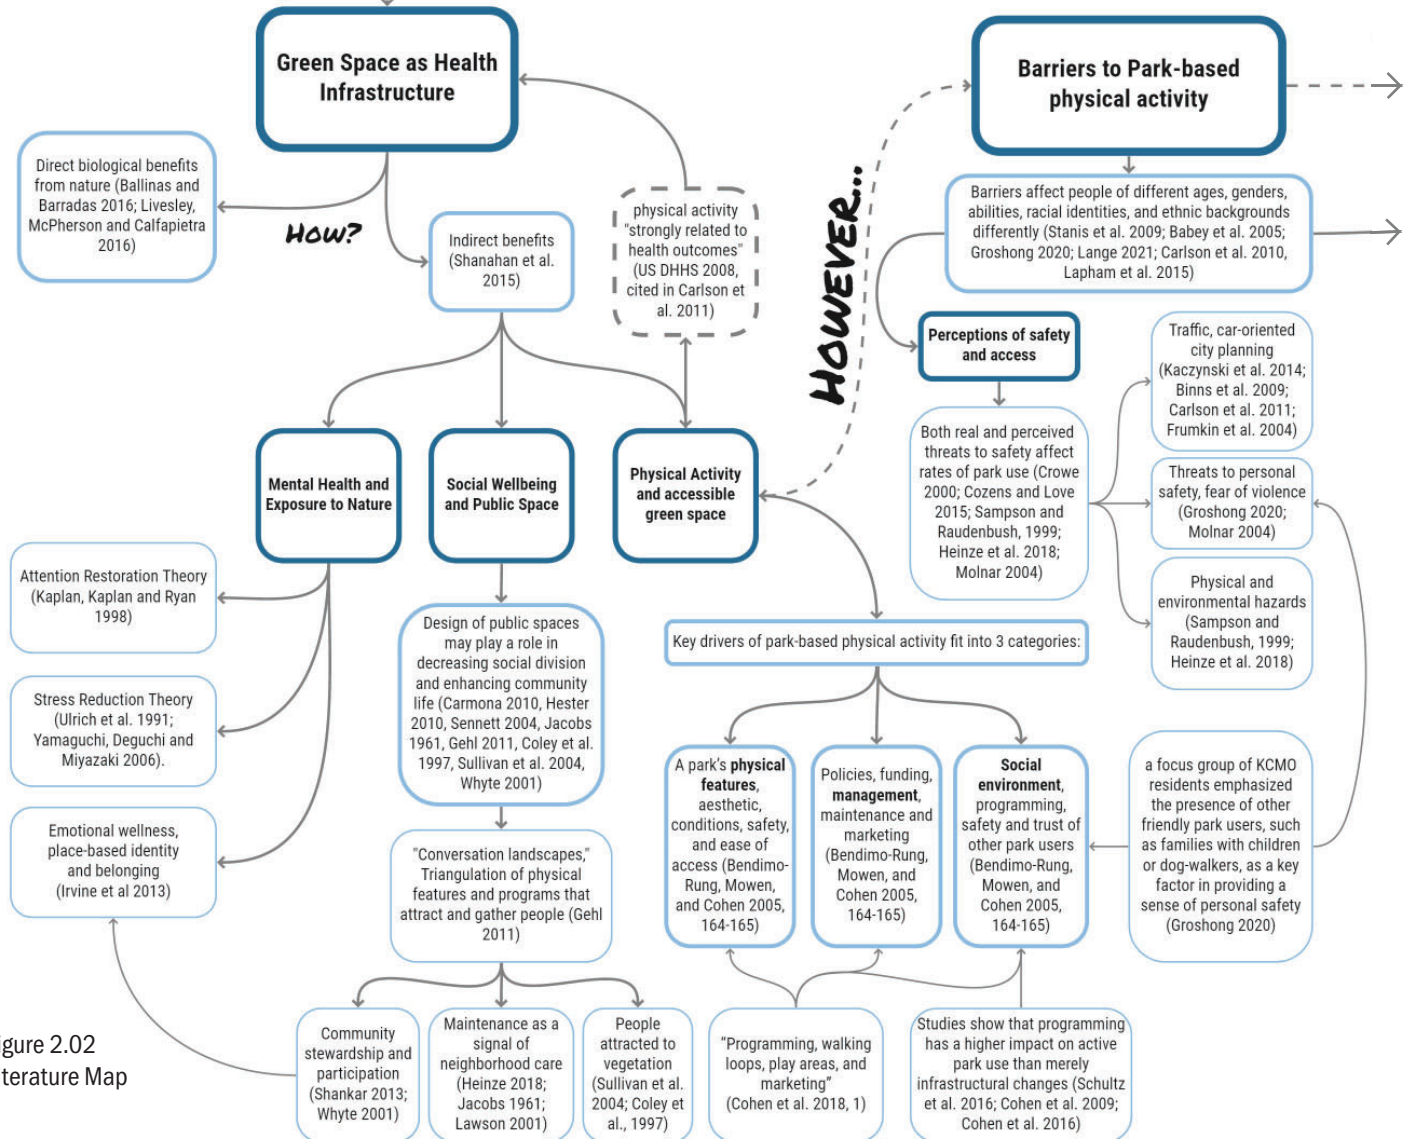 Green Space as Health
Infrastructure
Barriers to Park-based
physical activity
Direct biological benefits
from nature (Ballinas and
Barradas 2016; Livesley,
McPherson and Calfapietra
2016)
How?
Indirect benefits
(Shanahan et al.
2015)
physical activity
"strongly related to
health outcomes"
(US DHHS 2008,
cited in Carlson et
al. 2011)
However...
Barriers affect people of different ages, genders,
abilities, racial identities, and ethnic backgrounds
differently (Stanis et al. 2009; Babey et al. 2005;
Groshong 2020; Lange 2021; Carlson et al. 2010,
Lapham et al. 2015)
Perceptions of safety
and access
Traffic, car-oriented
city planning
(Kaczynski et al. 2014;
Binns et al. 2009;
Carlson et al. 2011;
Frumkin et al. 2004)
Both real and perceived
threats to safety affect
rates of park use (Crowe
2000; Cozens and Love
2015; Sampson and
Raudenbush, 1999;
Heinze et al. 2018;
Molnar 2004)
Threats to personal
safety, fear of violence
(Groshong 2020;
Molnar 2004)
Physical and
environmental hazards
(Sampson and
Raudenbush, 1999;
Heinze et al. 2018)
Mental Health and
Exposure to Nature
Social Wellbeing
and Public Space
Physical Activity
and accessible
green space
Attention Restoration Theory
(Kaplan, Kaplan and Ryan
1998)
Stress Reduction Theory
(Ulrich et al. 1991;
Yamaguchi, Deguchi and
Miyazaki 2006).
Emotional wellness,
place-based identity
and belonging
(Irvine et al 2013)
Design of public spaces
may play a role in
decreasing social division
and enhancing community
life (Carmona 2010, Hester
2010, Sennett 2004, Jacobs
1961, Gehl 2011, Coley et al.
1997, Sullivan et al. 2004,
Whyte 2001)
"Conversation landscapes,"
Triangulation of physical
features and programs that
attract and gather people (Gehl
2011)
Key drivers of park-based physical activity fit into 3 categories:
A park's physical
features,
aesthetic,
conditions, safety,
and ease of
access (Bendimo-
Rung, Mowen,
and Cohen 2005,
164-165)
Policies, funding,
management,
maintenance and
marketing
(Bendimo-Rung,
Mowen, and
Cohen 2005,
164-165)
Social
environment,
programming,
safety and trust of
other park users
(Bendimo-Rung,
Mowen, and
Cohen 2005,
164-165)
a focus group of KCMO
residents emphasized
the presence of other
friendly park users, such
as families with children
or dog-walkers, as a key
factor in providing a
sense of personal safety
(Groshong 2020)
Community
stewardship and
participation
(Shankar 2013;
Whyte 2001)
Maintenance as a
signal of
neighborhood care
(Heinze 2018;
Jacobs 1961;
Lawson 2001)
People
attracted to
vegetation
(Sullivan et al.
2004; Coley et
al., 1997)
“Programming, walking
loops, play areas, and
marketing”
(Cohen et al. 2018, 1)
Studies show that programming
has a higher impact on active
park use than merely
infrastructural changes (Schultz
et al. 2016; Cohen et al. 2009;
Cohen et al. 2016)
igure 2.02
terature Map